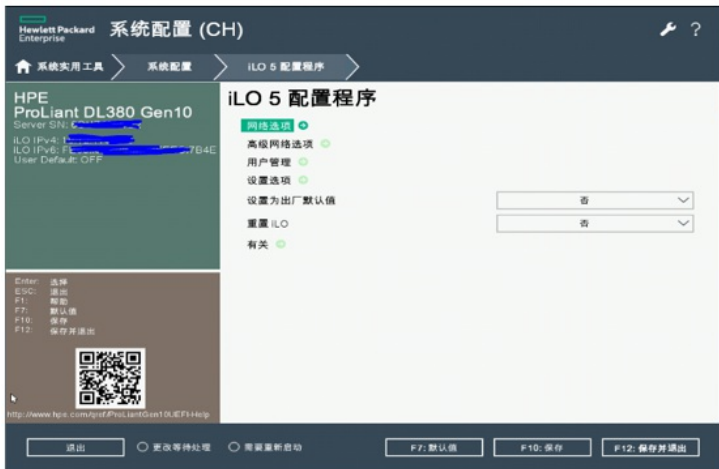 Hewlett Packard
Enterprise
系统配置 (CH)
?
系统实用工具
系统配置
iLO 5 配置程序
HPE
ProLiant DL380 Gen10
Server SN:
iLO IPv4:
iLO IPv6: 7B4E
User Default: OFF
iLO 5 配置程序
网络选项
高级网络选项
用户管理
设置选项
设置为出厂默认值 否
重置 iLO 否
有关
Enter: 选择
ESC: 退出
F1: 帮助
F7: 默认值
F10: 保存
F12: 保存并退出
http://www.hpe.com/qref/ProLiantGen10UEFI-Help
退出
更改等待处理
需要重新启动
F7: 默认值
F10: 保存
F12: 保存并退出